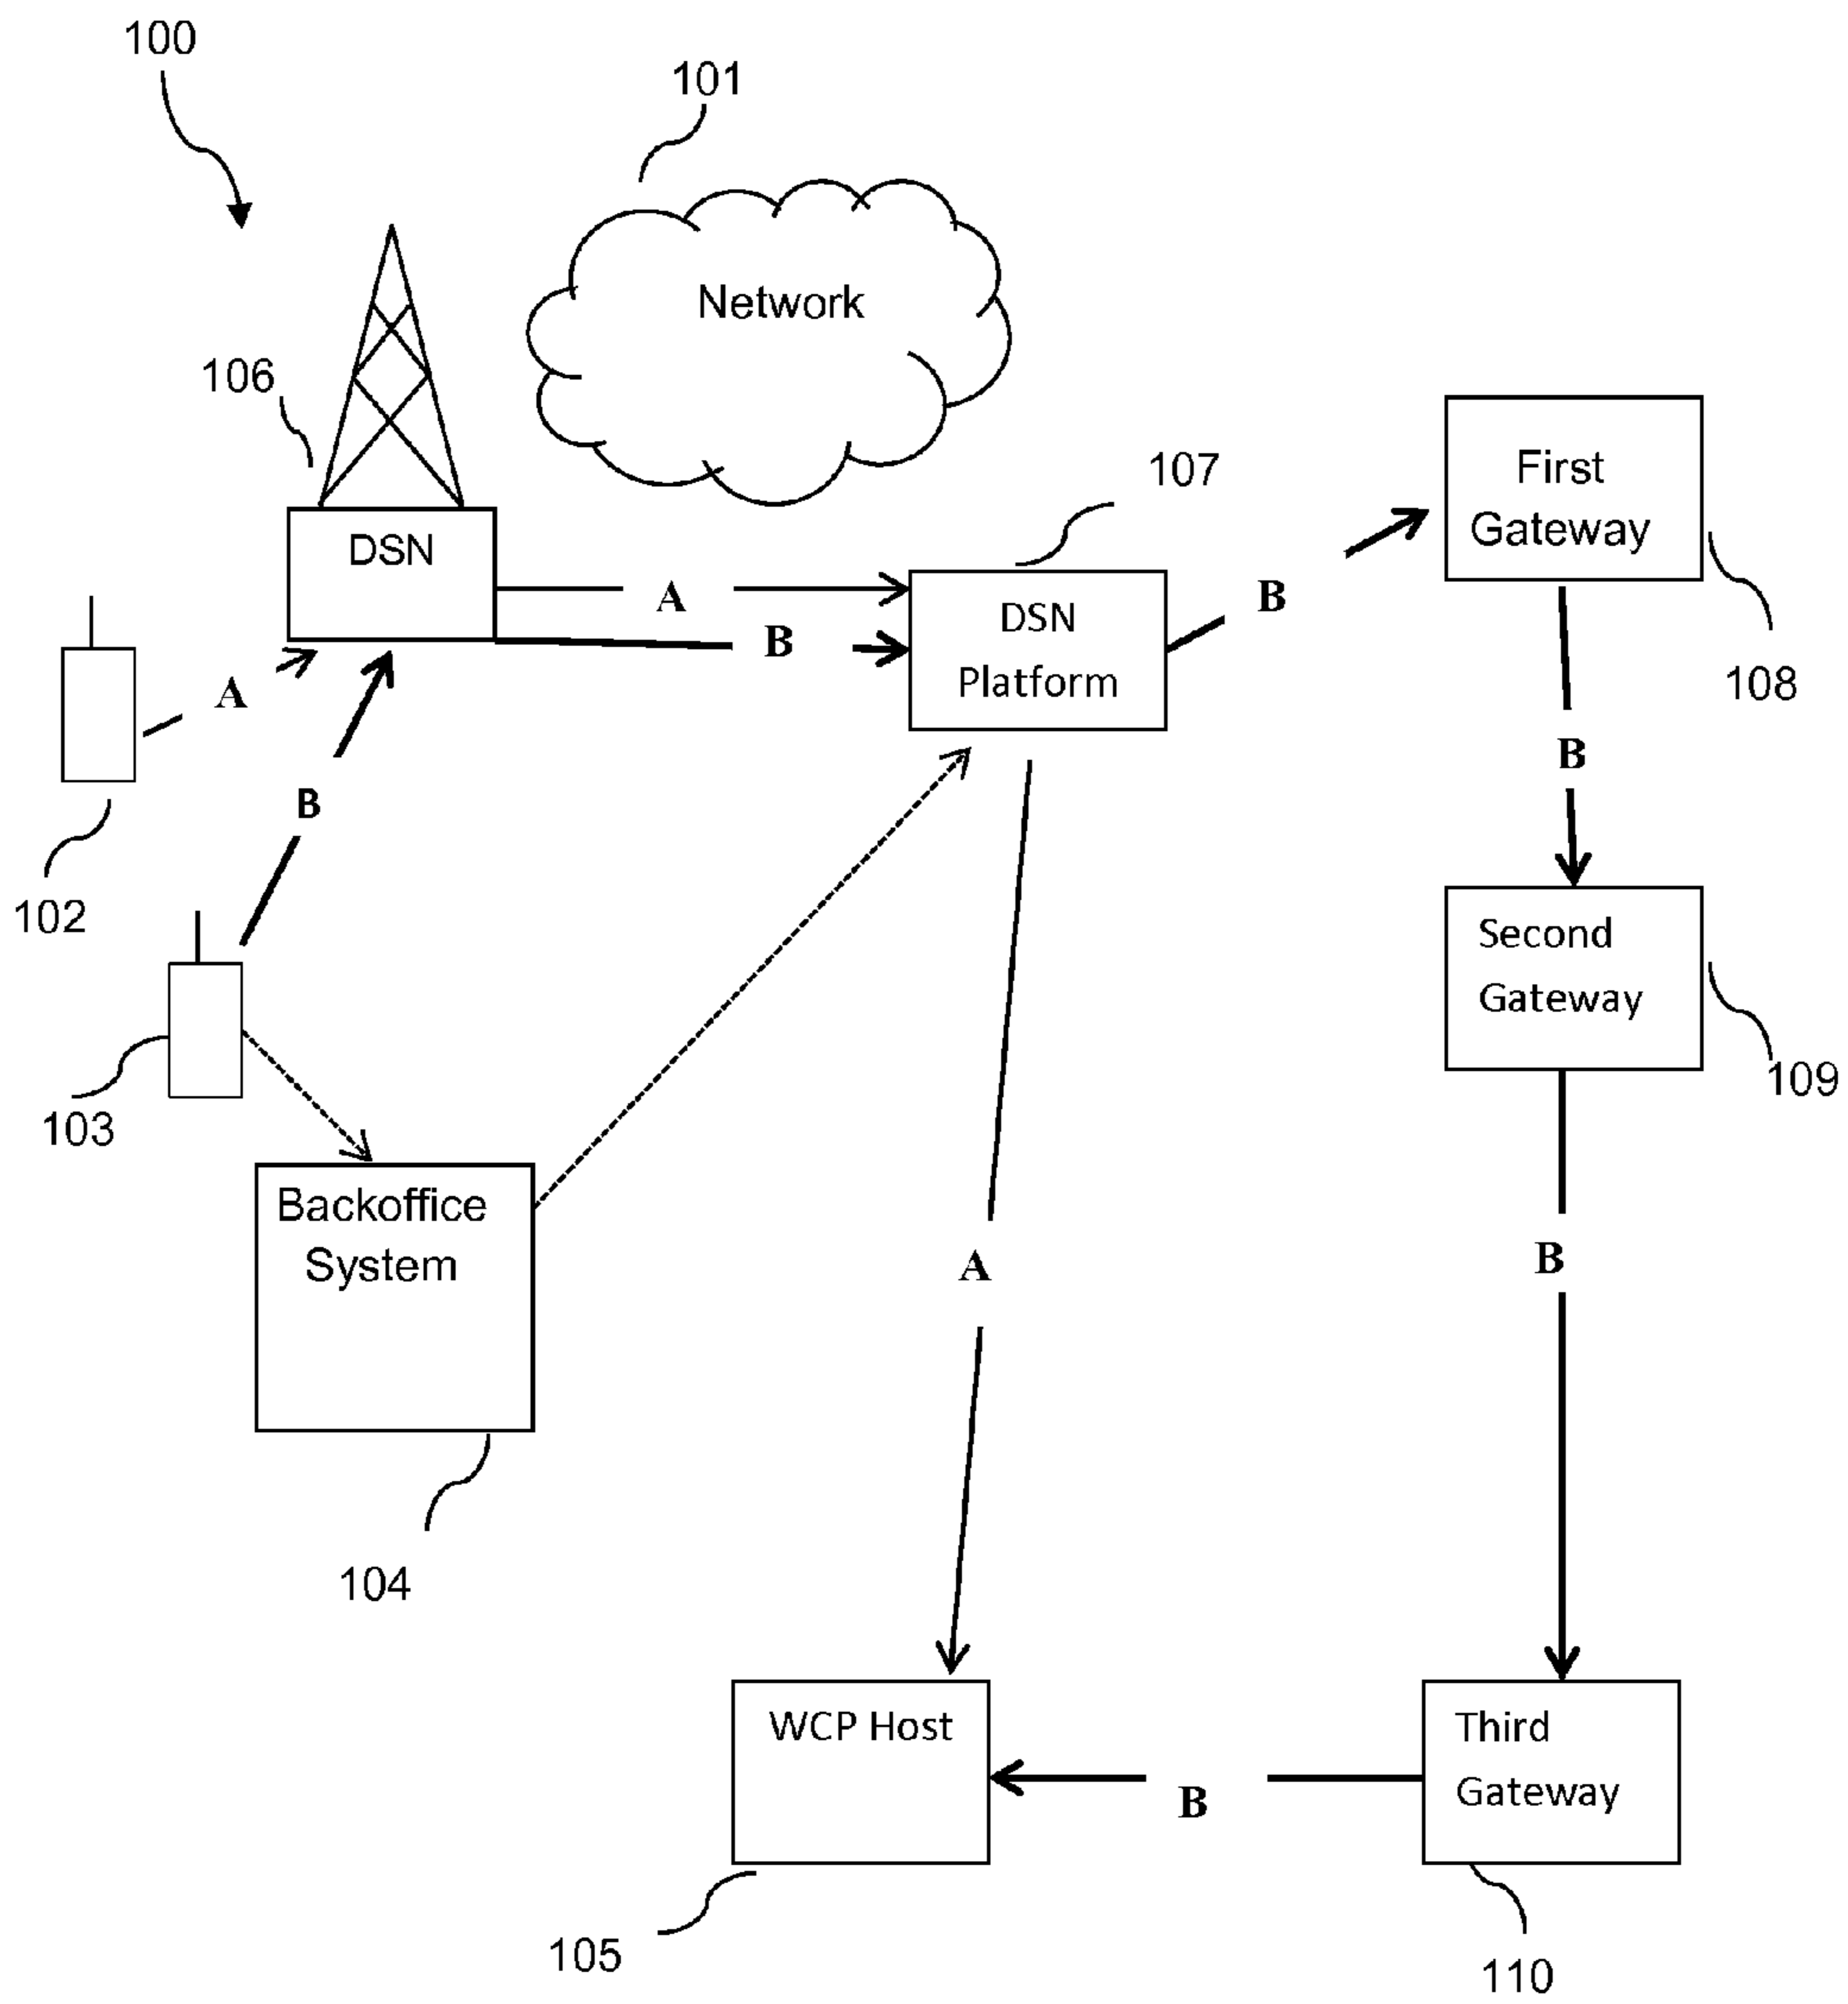 100
101
Network
106
107
First
Gateway
DSN
A
B
DSN
Platform
B
108
A
B
B
102
Second
Gateway
103
109
Backoffice
System
A
B
104
WCP Host
Third
Gateway
B
105
110